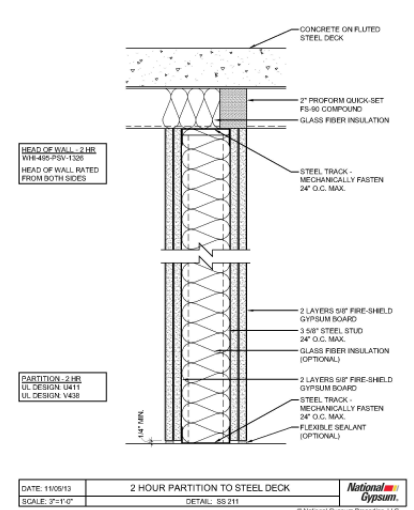 CONCRETE ON FLUTED
STEEL DECK
2" PROFORM QUICK-SET
FS-90 COMPOUND
GLASS FIBER INSULATION
HEAD OF WALL - 2 HR
WHI-495-PSV-1326
HEAD OF WALL RATED
FROM BOTH SIDES
STEEL TRACK -
MECHANICALLY FASTEN
24" O.C. MAX.
2 LAYERS 5/8" FIRE-SHIELD
GYPSUM BOARD
3 5/8" STEEL STUD
24" O.C. MAX.
GLASS FIBER INSULATION
(OPTIONAL)
PARTITION - 2 HR
UL DESIGN: U411
UL DESIGN: V438
2 LAYERS 5/8" FIRE-SHIELD
GYPSUM BOARD
STEEL TRACK -
MECHANICALLY FASTEN
24" O.C. MAX.
FLEXIBLE SEALANT
(OPTIONAL)
1/4" MIN.
DATE: 11/05/13
2 HOUR PARTITION TO STEEL DECK
National
Gypsum.
SCALE: 3"=1'-0"
DETAIL: SS 211